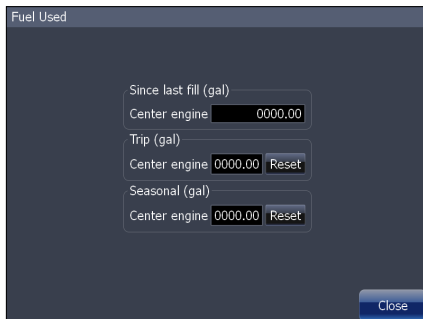 Fuel Used
Since last fill (gal)
Center engine 0000.00
Trip (gal)
Center engine 0000.00 Reset
Seasonal (gal)
Center engine 0000.00 Reset
Close